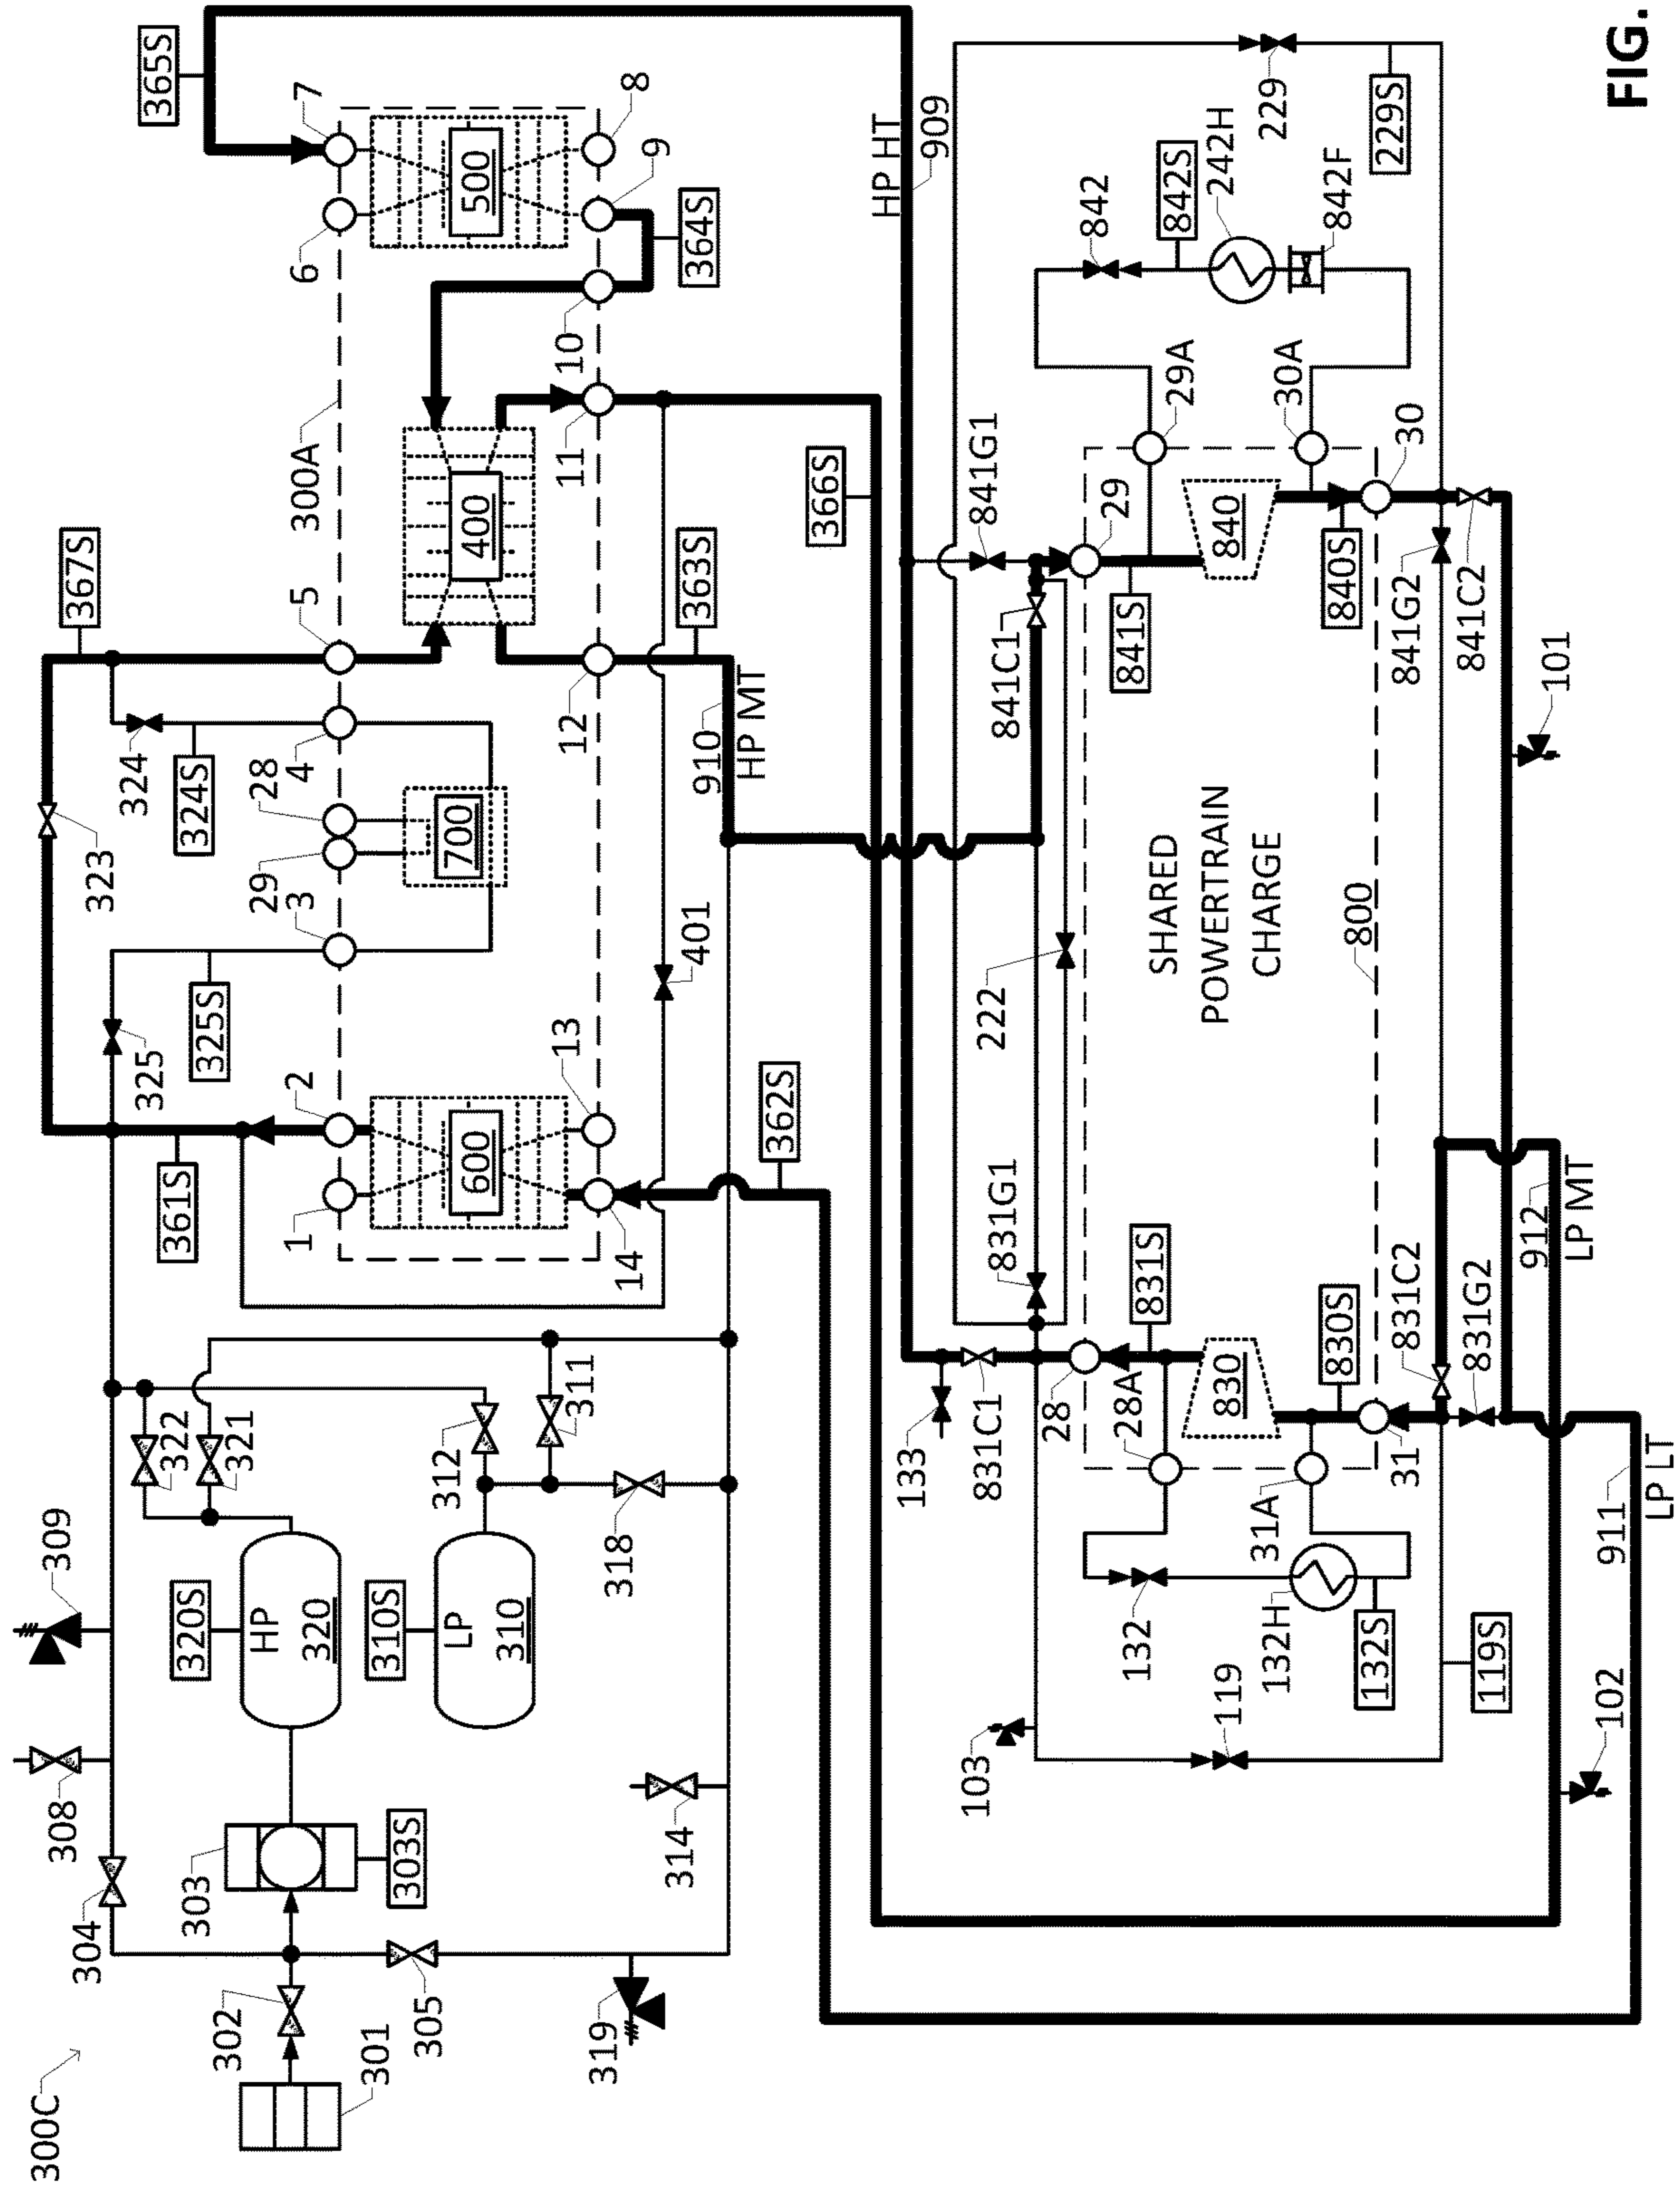 300C
301
302
303
303S
304
305
308
309
319
314
320S
HP
320
310S
LP
310
318
322
321
312
311
361S
325
325S
323
367S
324
324S
1
2
3
29
28
4
5
300A
6
7
365S
600
700
400
500
14
13
12
11
10
9
8
362S
401
910
HP MT
363S
364S
366S
HP HT
909
133
831C1
831G1
222
841C1
841G1
28
28A
831S
830
830S
31
31A
132
132H
132S
103
119
119S
102
SHARED
POWERTRAIN
CHARGE
800
29
29A
841S
840
840S
30
30A
842
842S
242H
842F
229
229S
841G2
841C2
101
831C2
831G2
912
LP MT
911
LP LT
FIG.